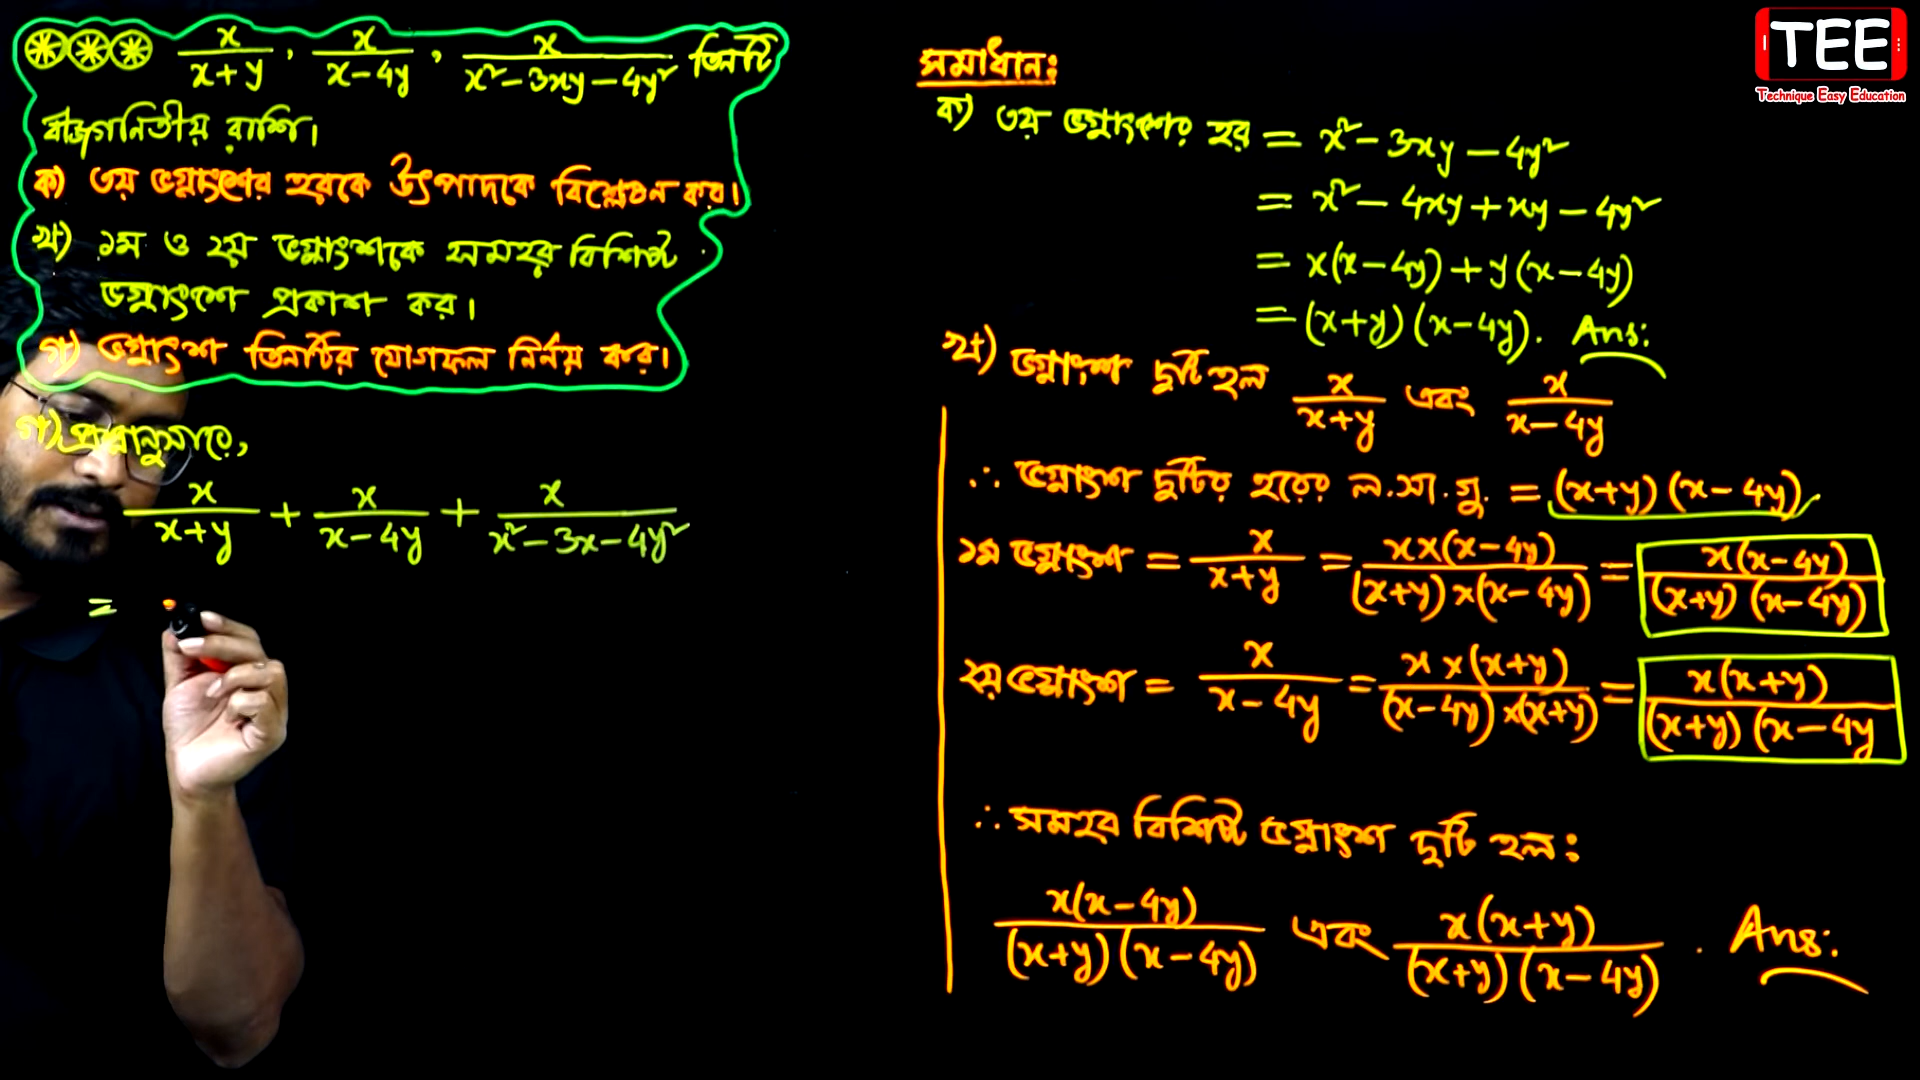 x/(x+y), x/(x-4y), x/(x²-3xy-4y²) তিনটি
বীজগনিতীয় রাশি।
ক) ৩য় ভগ্নাংশের হরকে উৎপাদকে বিশ্লেষন কর।
খ) ১ম ও ২য় ভগ্নাংশকে সমহর বিশিষ্ট
ভগ্নাংশে প্রকাশ কর।
গ) ভগ্নাংশ তিনটির যোগফল নির্নয় কর।
গ) প্রশ্নানুসারে,
x/(x+y) + x/(x-4y) + x/(x²-3x-4y²)
=
TEE
Technique Easy Education
সমাধান:
ক) ৩য় ভগ্নাংশের হর = x²-3xy-4y²
= x²-4xy+xy-4y²
= x(x-4y)+y(x-4y)
= (x+y)(x-4y). Ans:
খ) ভগ্নাংশ দুটি হল x/(x+y) এবং x/(x-4y)
∴ ভগ্নাংশ দুটির হরের ল.সা.গু. = (x+y)(x-4y).
১ম ভগ্নাংশ = x/(x+y) = x×(x-4y)/(x+y)×(x-4y) = x(x-4y)/(x+y)(x-4y)
২য় ভগ্নাংশ = x/(x-4y) = x×(x+y)/(x-4y)×(x+y) = x(x+y)/(x+y)(x-4y
∴ সমহর বিশিষ্ট ভগ্নাংশ দুটি হল:
x(x-4y)/(x+y)(x-4y) এবং x(x+y)/(x+y)(x-4y). Ans: